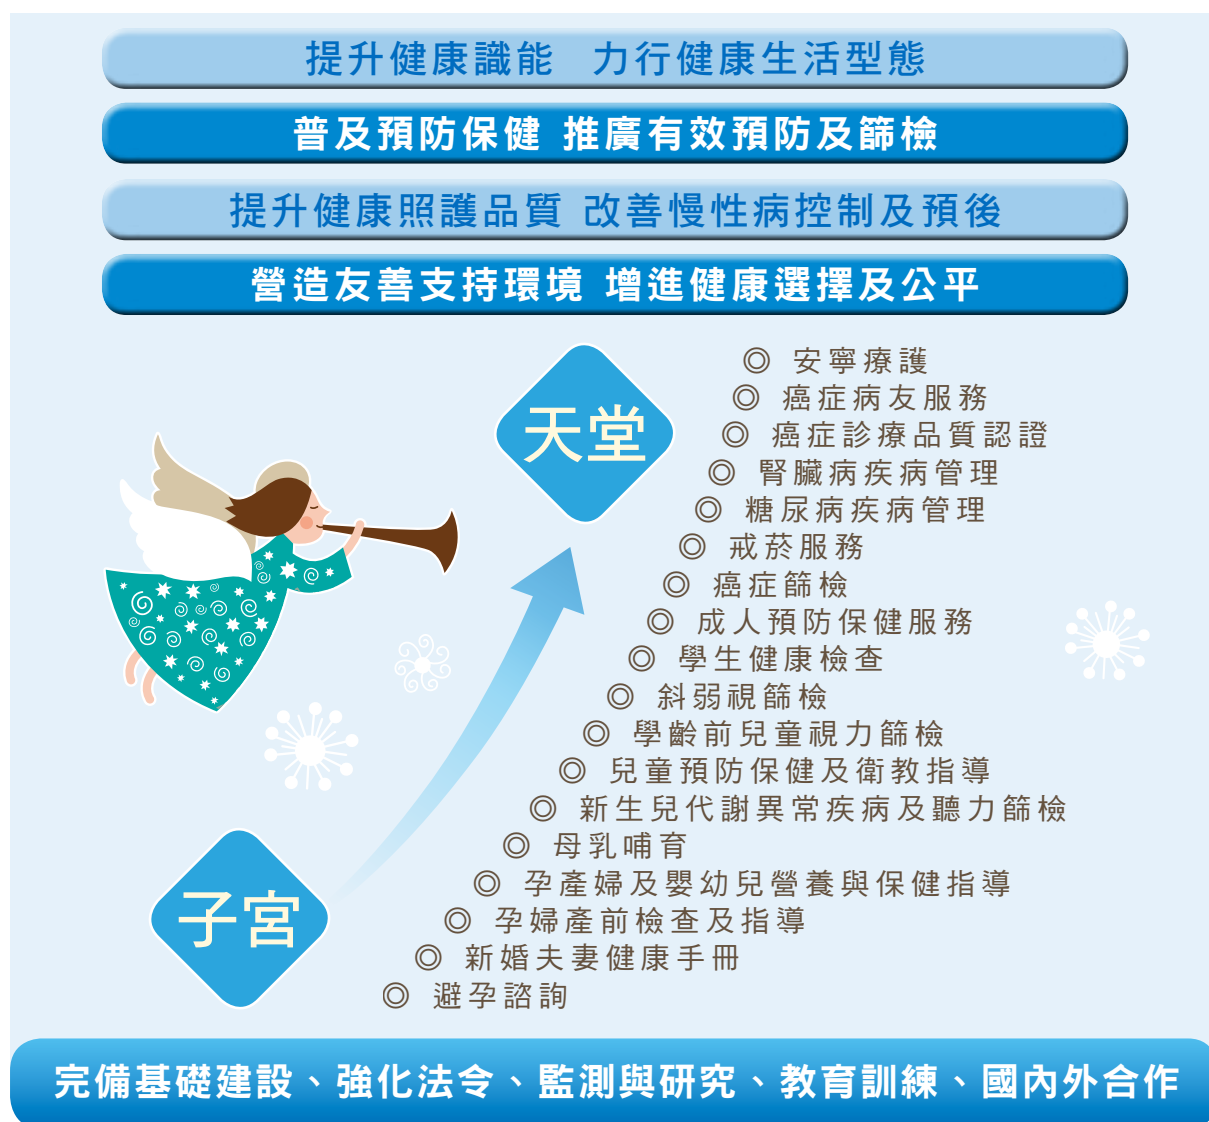 提升健康識能 力行健康生活型態
普及預防保健 推廣有效預防及篩檢
提升健康照護品質 改善慢性病控制及預後
營造友善支持環境 增進健康選擇及公平
天堂
◎ 安寧療護
◎ 癌症病友服務
◎ 癌症診療品質認證
◎ 腎臟病疾病管理
◎ 糖尿病疾病管理
◎ 戒菸服務
◎ 癌症篩檢
◎ 成人預防保健服務
◎ 學生健康檢查
◎ 斜弱視篩檢
◎ 學齡前兒童視力篩檢
◎ 兒童預防保健及衛教指導
◎ 新生兒代謝異常疾病及聽力篩檢
◎ 母乳哺育
◎ 孕產婦及嬰幼兒營養與保健指導
◎ 孕婦產前檢查及指導
◎ 新婚夫妻健康手冊
◎ 避孕諮詢
子宮
完備基礎建設、強化法令、監測與研究、教育訓練、國內外合作